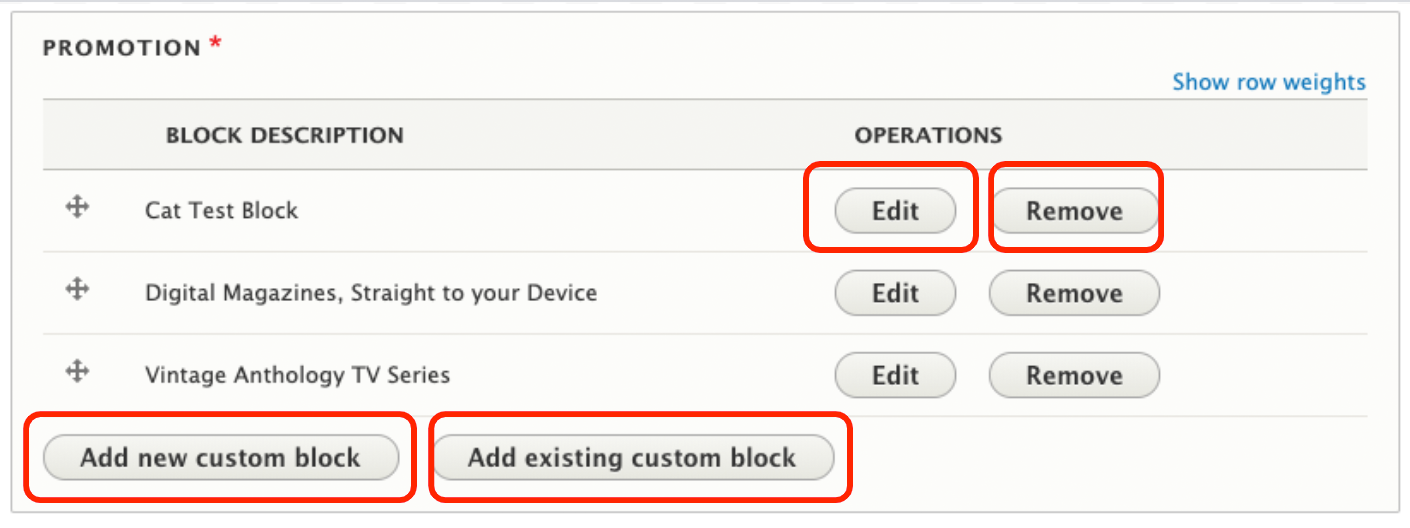 PROMOTION *
Show row weights
BLOCK DESCRIPTION OPERATIONS
Cat Test Block Edit Remove
Digital Magazines, Straight to your Device Edit Remove
Vintage Anthology TV Series Edit Remove
Add new custom block Add existing custom block